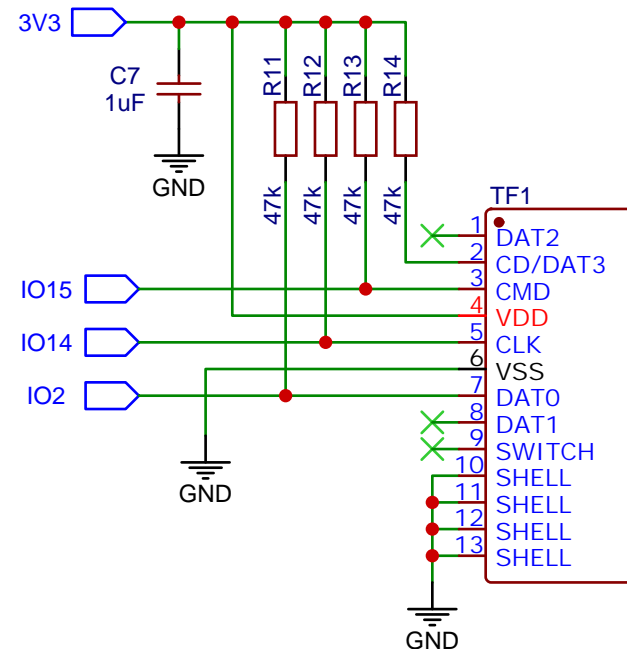 3V3
C7
1uF
GND
R11
R12
R13
R14
47k
47k
47k
47k
TF1
1
DAT2
2
CD/DAT3
IO15
3
CMD
4
VDD
IO14
5
CLK
6
VSS
IO2
7
DAT0
8
DAT1
9
SWITCH
10
SHELL
11
SHELL
12
SHELL
13
SHELL
GND
GND